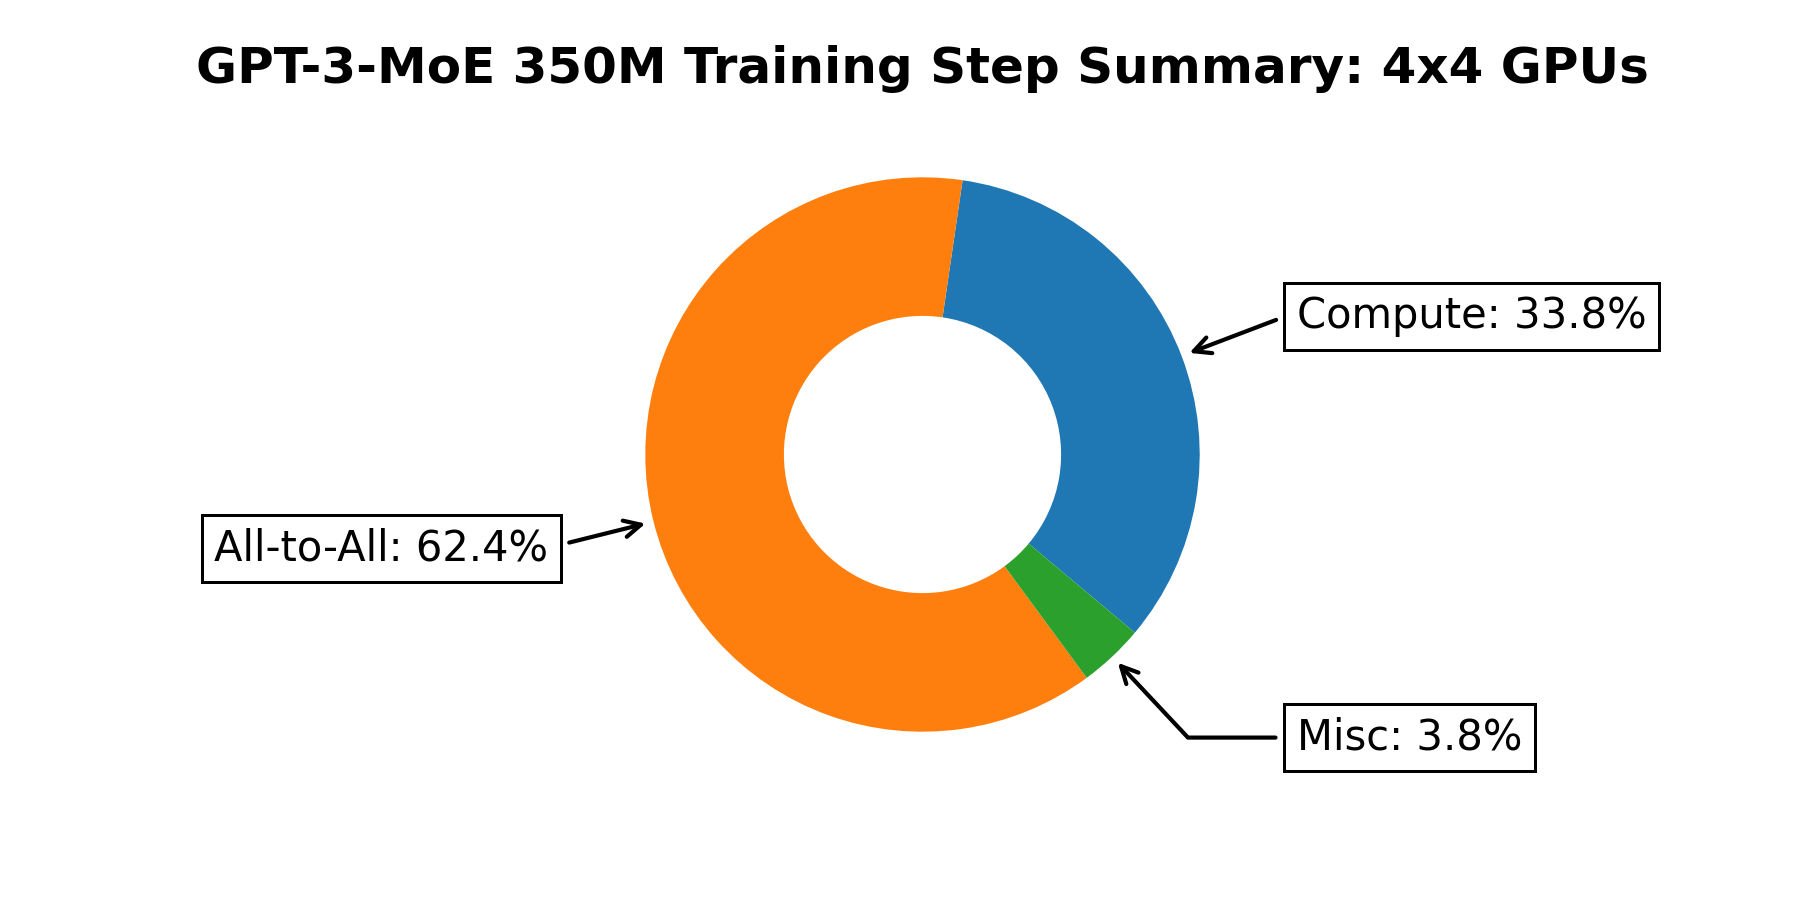 GPT-3-MoE 350M Training Step Summary: 4x4 GPUs
Compute: 33.8%
All-to-All: 62.4%
Misc: 3.8%